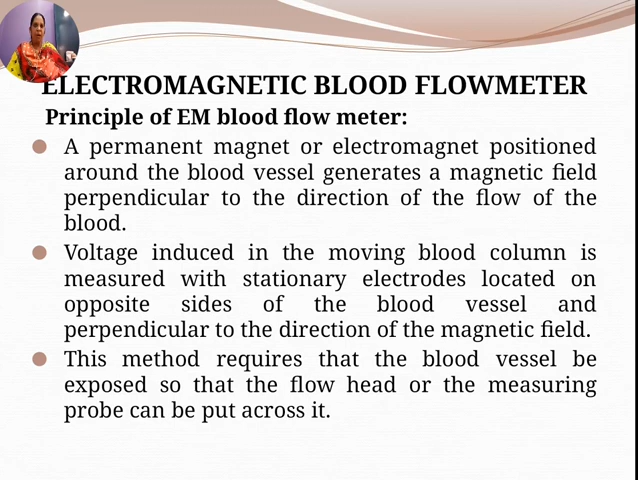 ELECTROMAGNETIC BLOOD FLOWMETER
Principle of EM blood flow meter:
A permanent magnet or electromagnet positioned
around the blood vessel generates a magnetic field
perpendicular to the direction of the flow of the
blood.
Voltage induced in the moving blood column is
measured with stationary electrodes located on
opposite sides of the blood vessel and
perpendicular to the direction of the magnetic field.
This method requires that the blood vessel be
exposed so that the flow head or the measuring
probe can be put across it.